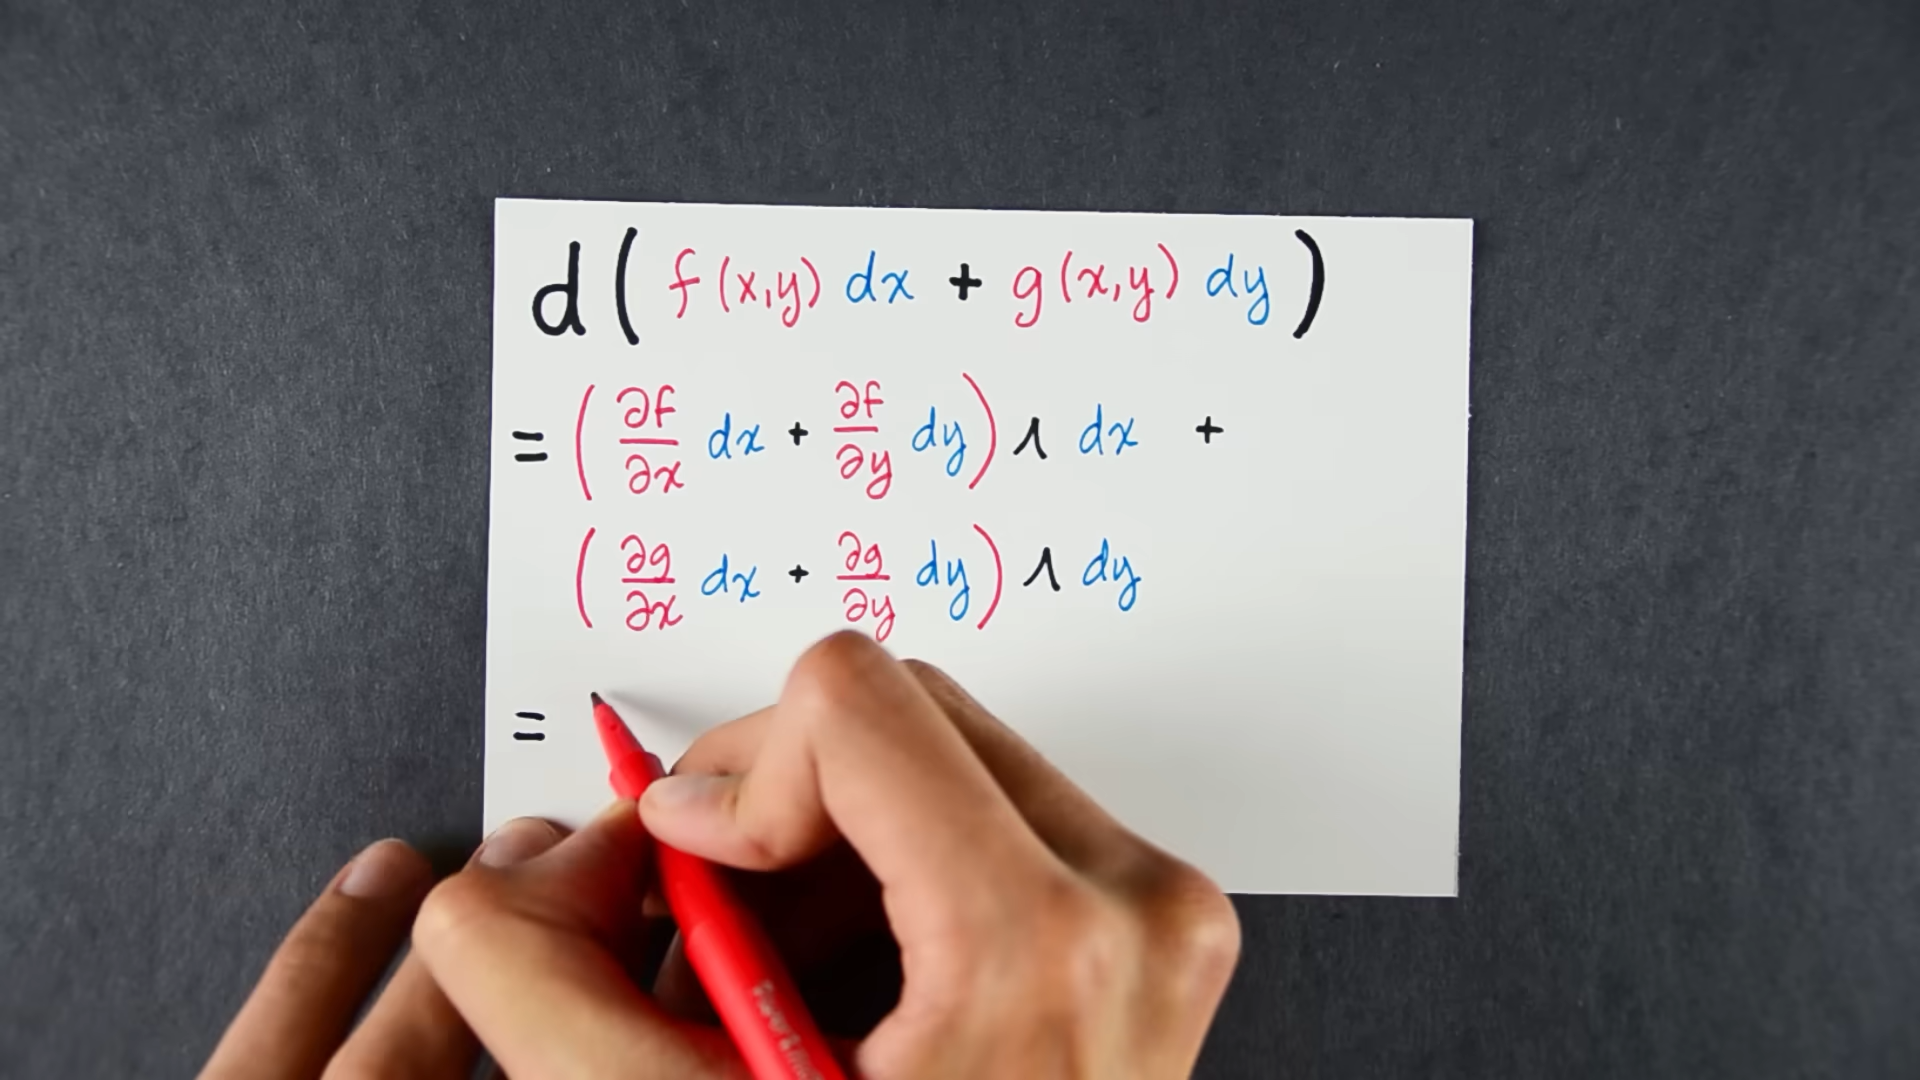 d( f(x,y) dx + g(x,y) dy )
= ( ∂f/∂x dx + ∂f/∂y dy ) ∧ dx +
( ∂g/∂x dx + ∂g/∂y dy ) ∧ dy
=